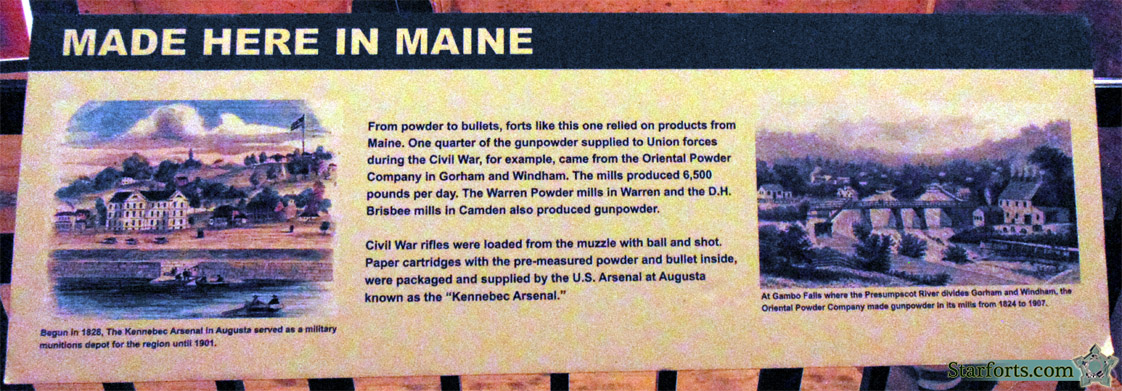 MADE HERE IN MAINE
From powder to bullets, forts like this one relied on products from
Maine. One quarter of the gunpowder supplied to Union forces
during the Civil War, for example, came from the Oriental Powder
Company in Gorham and Windham. The mills produced 6,500
pounds per day. The Warren Powder mills in Warren and the D.H.
Brisbee mills in Camden also produced gunpowder.
Civil War rifles were loaded from the muzzle with ball and shot.
Paper cartridges with the pre-measured powder and bullet inside,
were packaged and supplied by the U.S. Arsenal at Augusta
known as the “Kennebec Arsenal.”
Begun in 1828, The Kennebec Arsenal in Augusta served as a military
munitions depot for the region until 1901.
At Gambo Falls where the Presumpscot River divides Gorham and Windham, the
Oriental Powder Company made gunpowder in its mills from 1824 to 1907.
Starforts.com